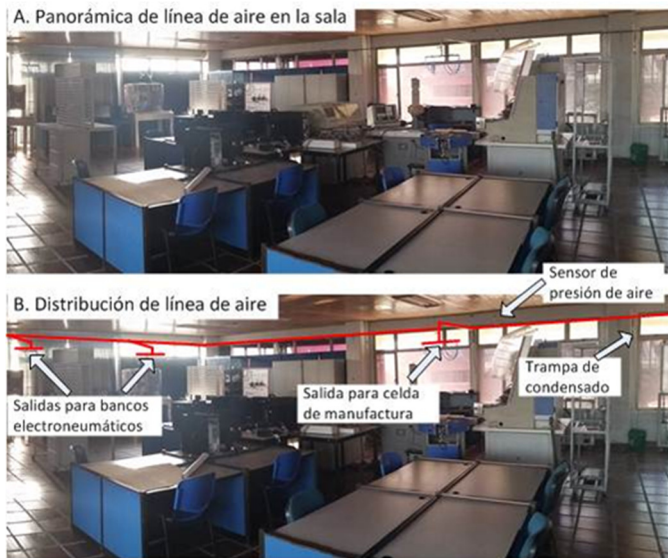 A. Panorámica de línea de aire en la sala
B. Distribución de línea de aire
Sensor de
presión de aire
Salidas para bancos
electroneumáticos
Salida para celda
de manufactura
Trampa de
condensado